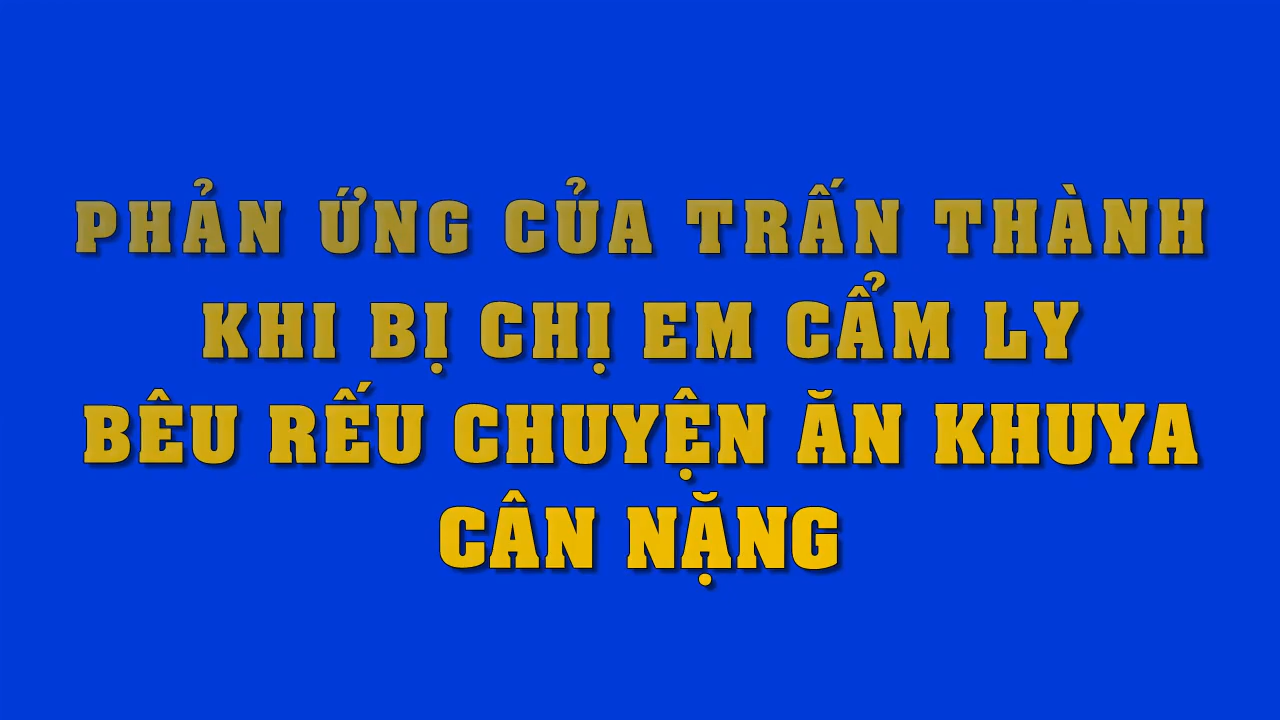 PHẢN ỨNG CỦA TRẤN THÀNH
KHI BỊ CHỊ EM CẨM LY
BÊU RẾU CHUYỆN ĂN KHUYA
CÂN NẶNG